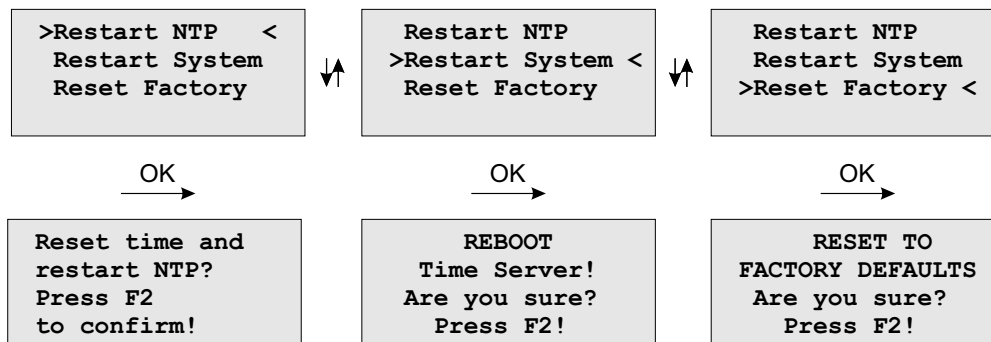 >Restart NTP <
Restart System
Reset Factory
Restart NTP
>Restart System <
Reset Factory
Restart NTP
Restart System
>Reset Factory <
OK
OK
OK
Reset time and
restart NTP?
Press F2
to confirm!
REBOOT
Time Server!
Are you sure?
Press F2!
RESET TO
FACTORY DEFAULTS
Are you sure?
Press F2!